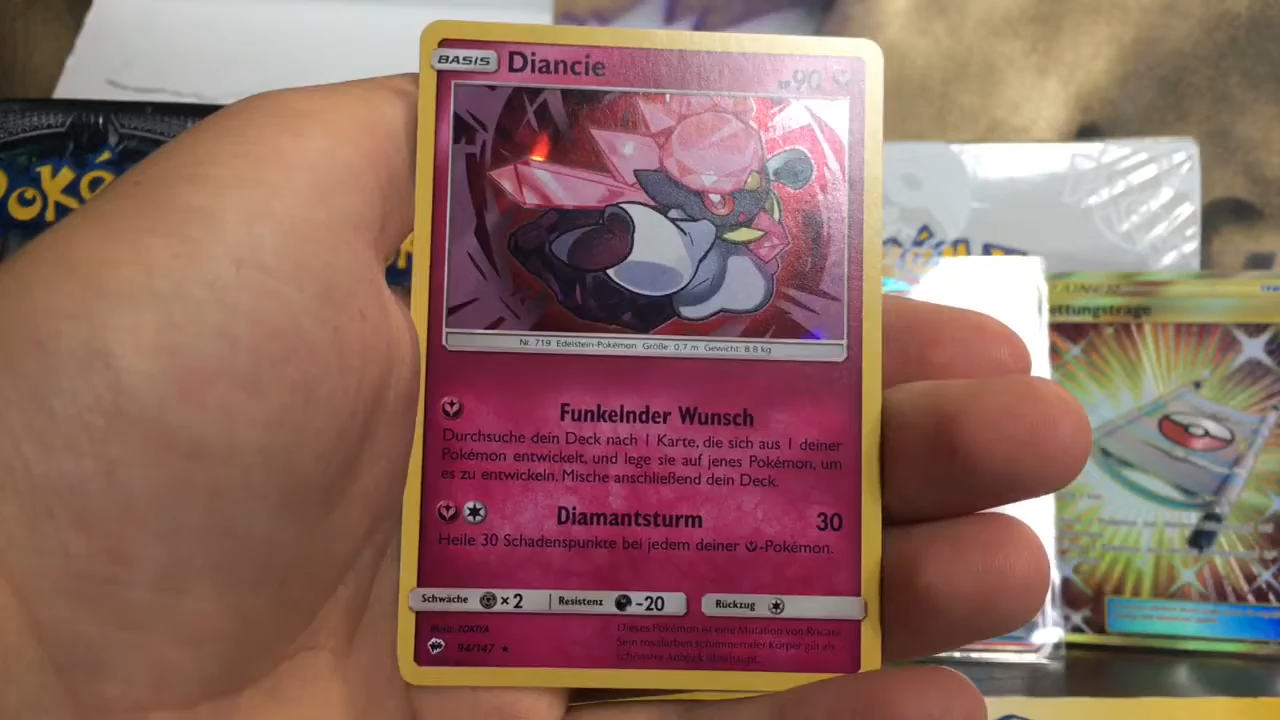 BASIS Diancie
KP 90
Nr. 719 Edelstein-Pokémon Größe: 0,7 m Gewicht: 8.8 kg
Funkelnder Wunsch
Durchsuche dein Deck nach 1 Karte, die sich aus 1 deiner
Pokémon entwickelt, und lege sie auf jenes Pokémon, um
es zu entwickeln. Mische anschließend dein Deck.
Diamantsturm 30
Heile 30 Schadenspunkte bei jedem deiner -Pokémon.
Schwäche ×2 Resistenz -20 Rückzug
Illus. TOKIYA
94/147
Dieses Pokémon ist eine Mutation von Rocara.
Sein rosafarben schimmernder Körper gilt als
schönster Anblick überhaupt.
Poké
ettungstrage